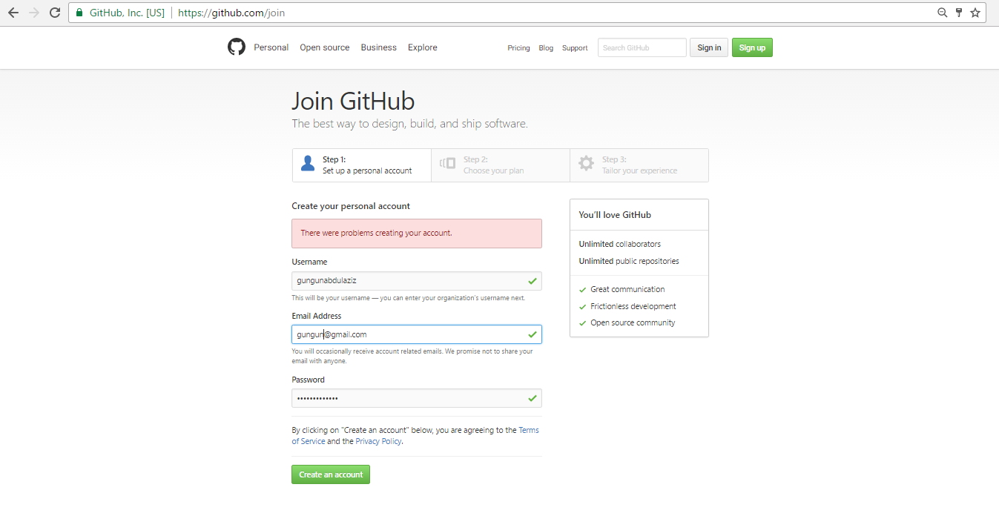 GitHub, Inc. [US] https://github.com/join
Personal Open source Business Explore Pricing Blog Support Search GitHub Sign in Sign up
Join GitHub
The best way to design, build, and ship software.
Step 1:
Set up a personal account
Step 2:
Choose your plan
Step 3:
Tailor your experience
Create your personal account
There were problems creating your account.
Username
gungunabdulaziz
This will be your username — you can enter your organization's username next.
Email Address
gungun@gmail.com
You will occasionally receive account related emails. We promise not to share your
email with anyone.
Password
•••••••••••••
By clicking on "Create an account" below, you are agreeing to the Terms
of Service and the Privacy Policy.
Create an account
You'll love GitHub
Unlimited collaborators
Unlimited public repositories
Great communication
Frictionless development
Open source community